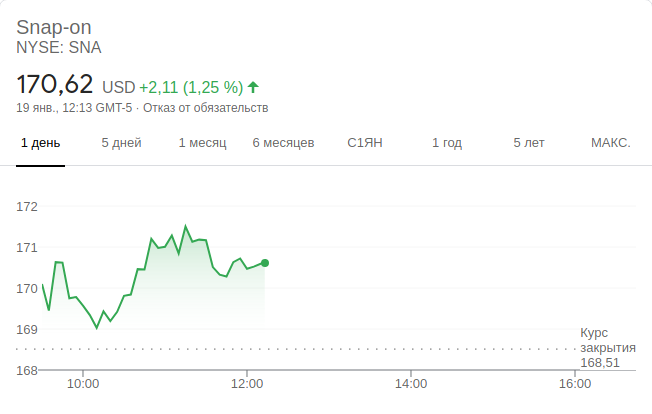 Snap-on
NYSE: SNA
170,62 USD +2,11 (1,25 %)
19 янв., 12:13 GMT-5 · Отказ от обязательств
1 день 5 дней 1 месяц 6 месяцев С1ЯН 1 год 5 лет МАКС.
172
171
170
169
Курс
закрытия
168,51
168
10:00 12:00 14:00 16:00